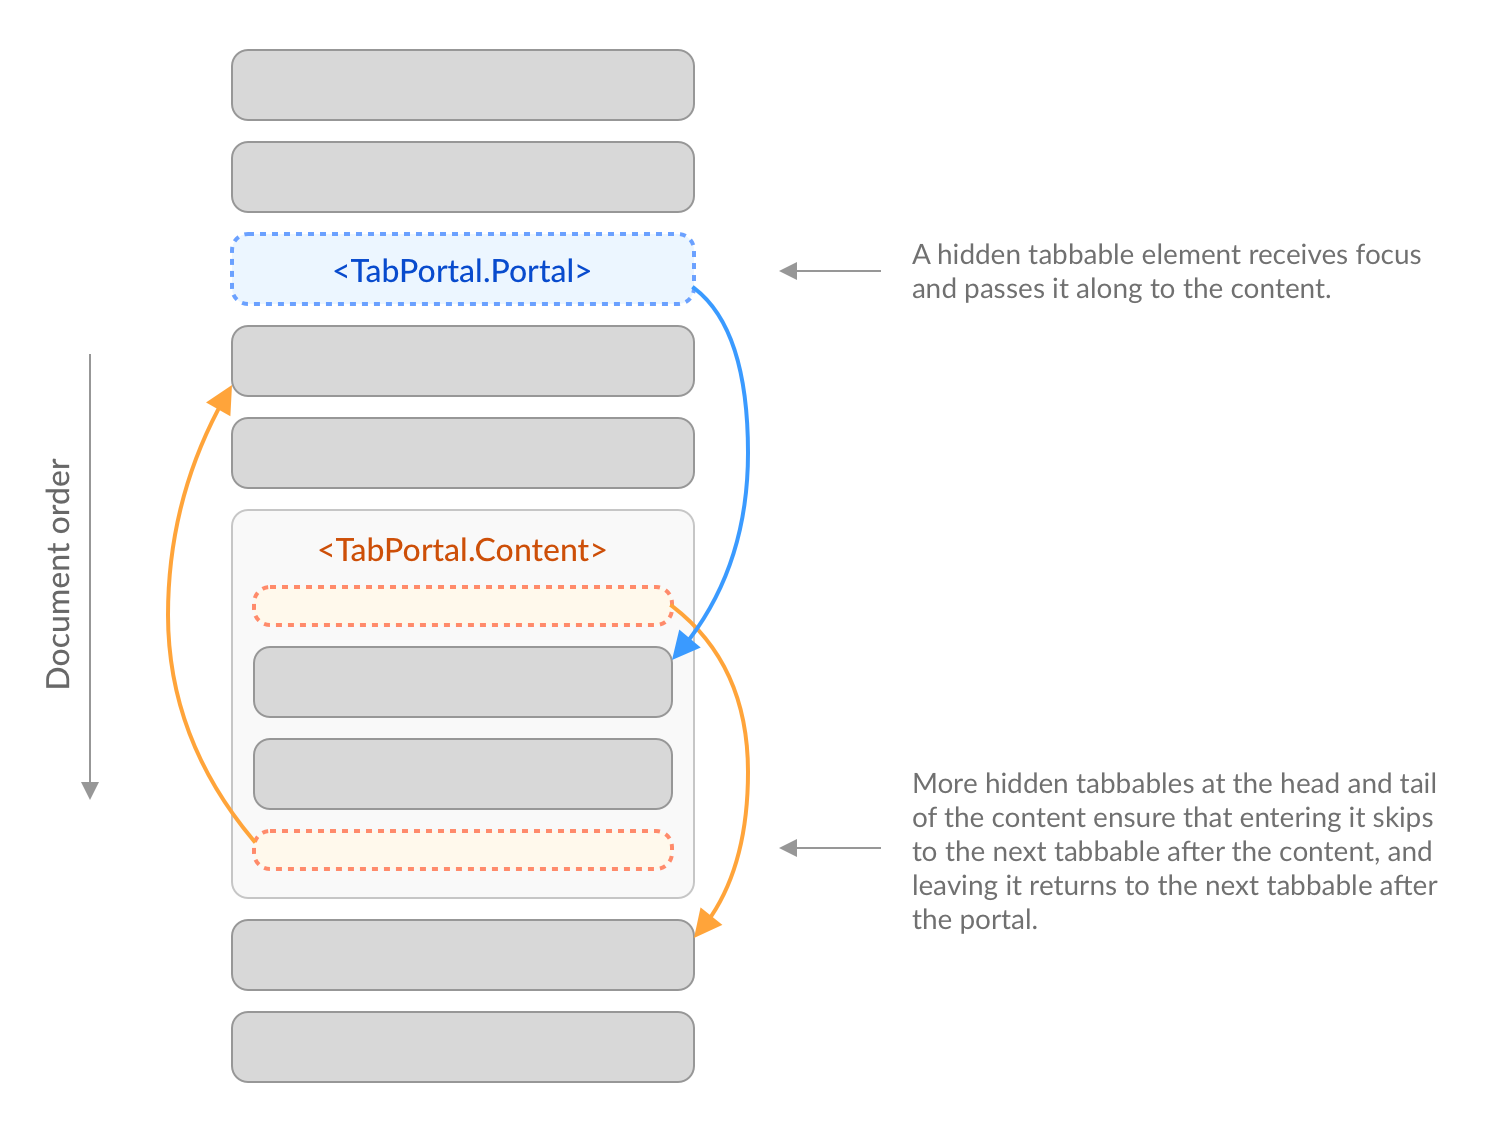 <TabPortal.Portal>
A hidden tabbable element receives focus
and passes it along to the content.
Document order
<TabPortal.Content>
More hidden tabbables at the head and tail
of the content ensure that entering it skips
to the next tabbable after the content, and
leaving it returns to the next tabbable after
the portal.